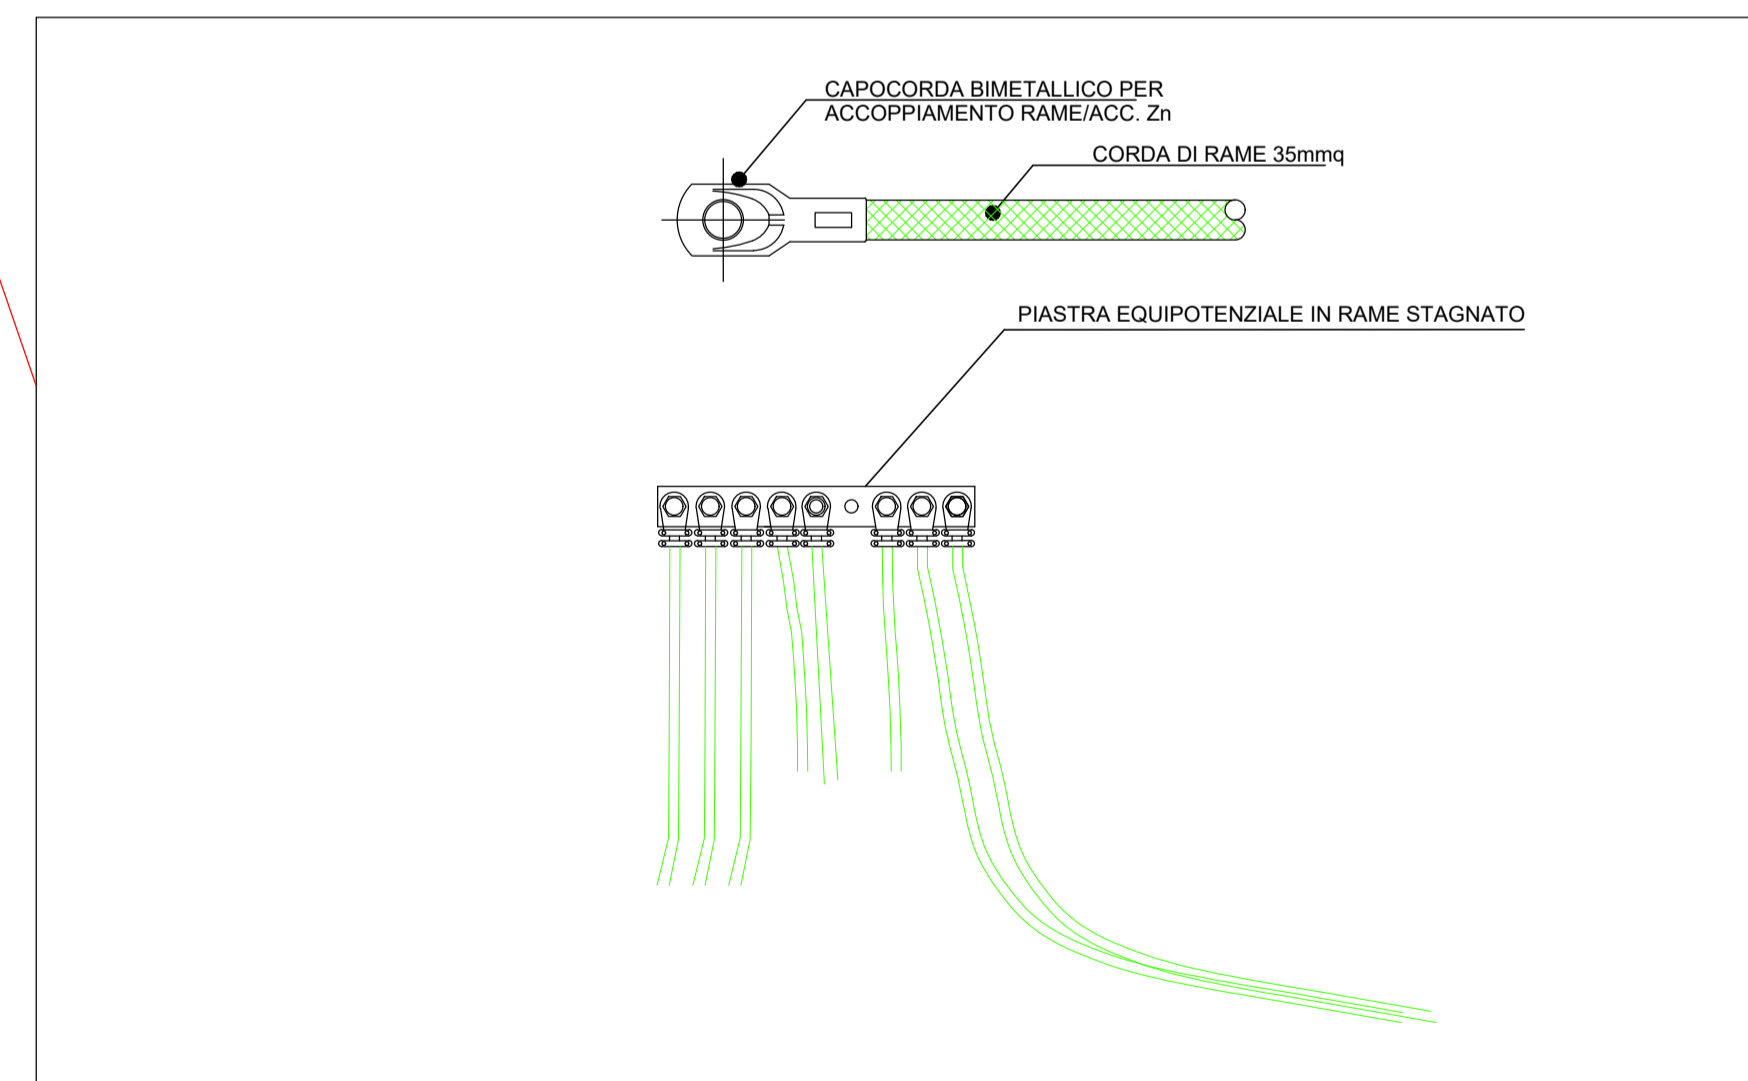 CAPOCORDA BIMETALLICO PER
ACCOPPIAMENTO RAME/ACC. Zn
CORDA DI RAME 35mmq
PIASTRA EQUIPOTENZIALE IN RAME STAGNATO